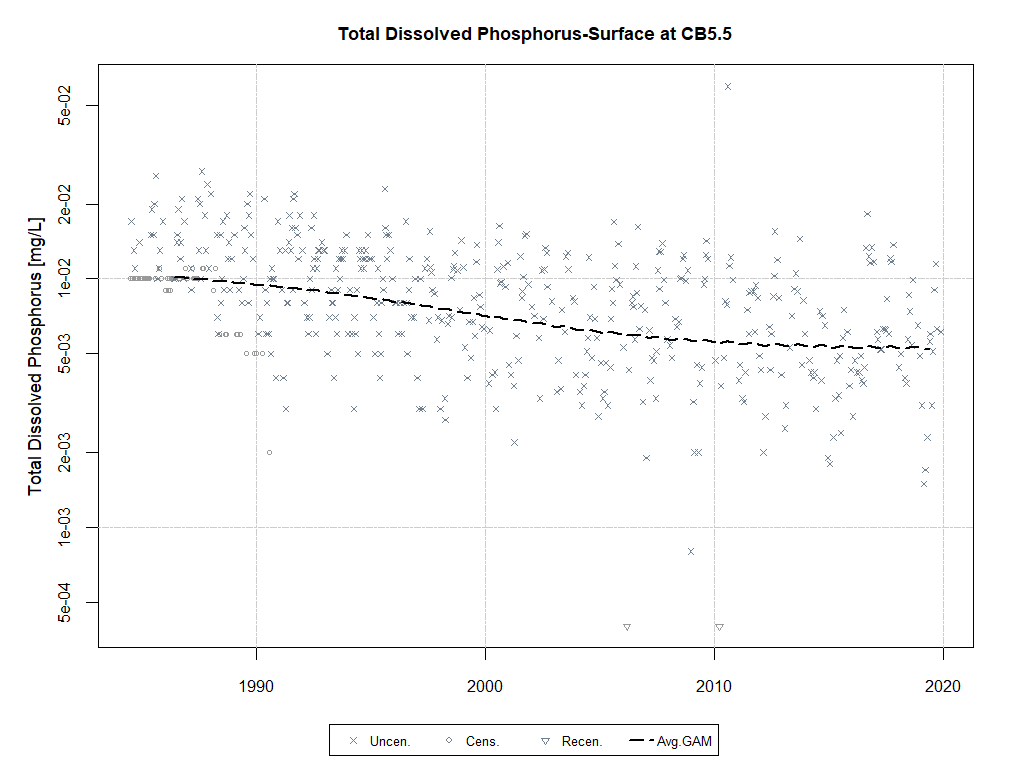 Total Dissolved Phosphorus-Surface at CB5.5
Total Dissolved Phosphorus [mg/L]
5e-02
2e-02
1e-02
5e-03
2e-03
1e-03
5e-04
1990 2000 2010 2020
Uncen. Cens. Recen. Avg.GAM